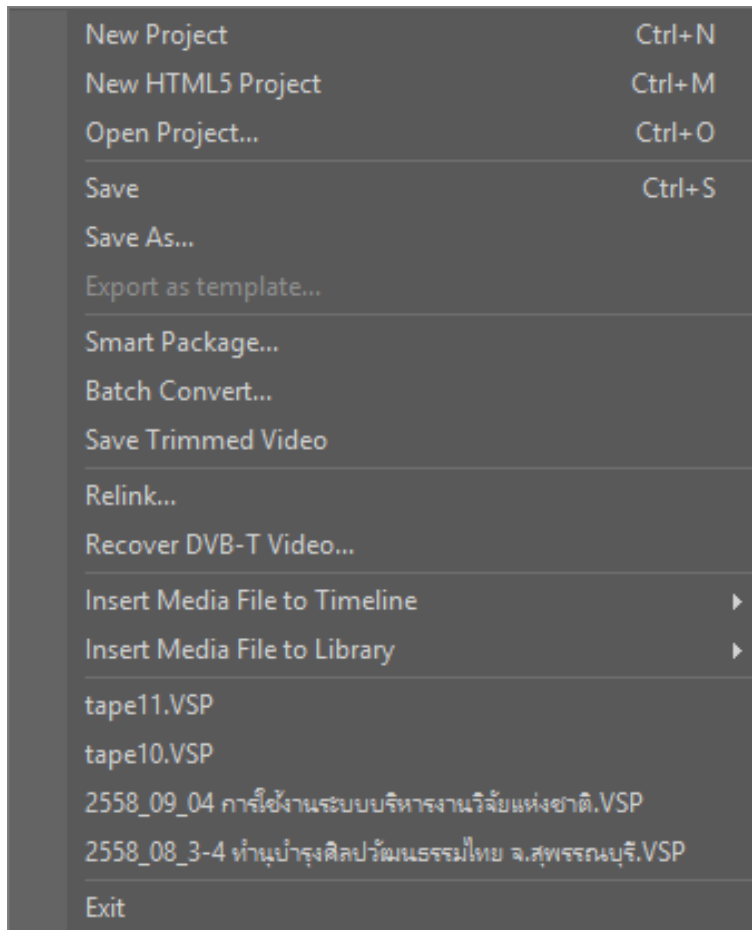 New Project Ctrl+N
New HTML5 Project Ctrl+M
Open Project... Ctrl+O
Save Ctrl+S
Save As...
Export as template...
Smart Package...
Batch Convert...
Save Trimmed Video
Relink...
Recover DVB-T Video...
Insert Media File to Timeline
Insert Media File to Library
tape11.VSP
tape10.VSP
2558_09_04 การใช้งานระบบบริหารงานวิจัยแห่งชาติ.VSP
2558_08_3-4 ทำนุบำรุงศิลปวัฒนธรรมไทย จ.สุพรรณบุรี.VSP
Exit